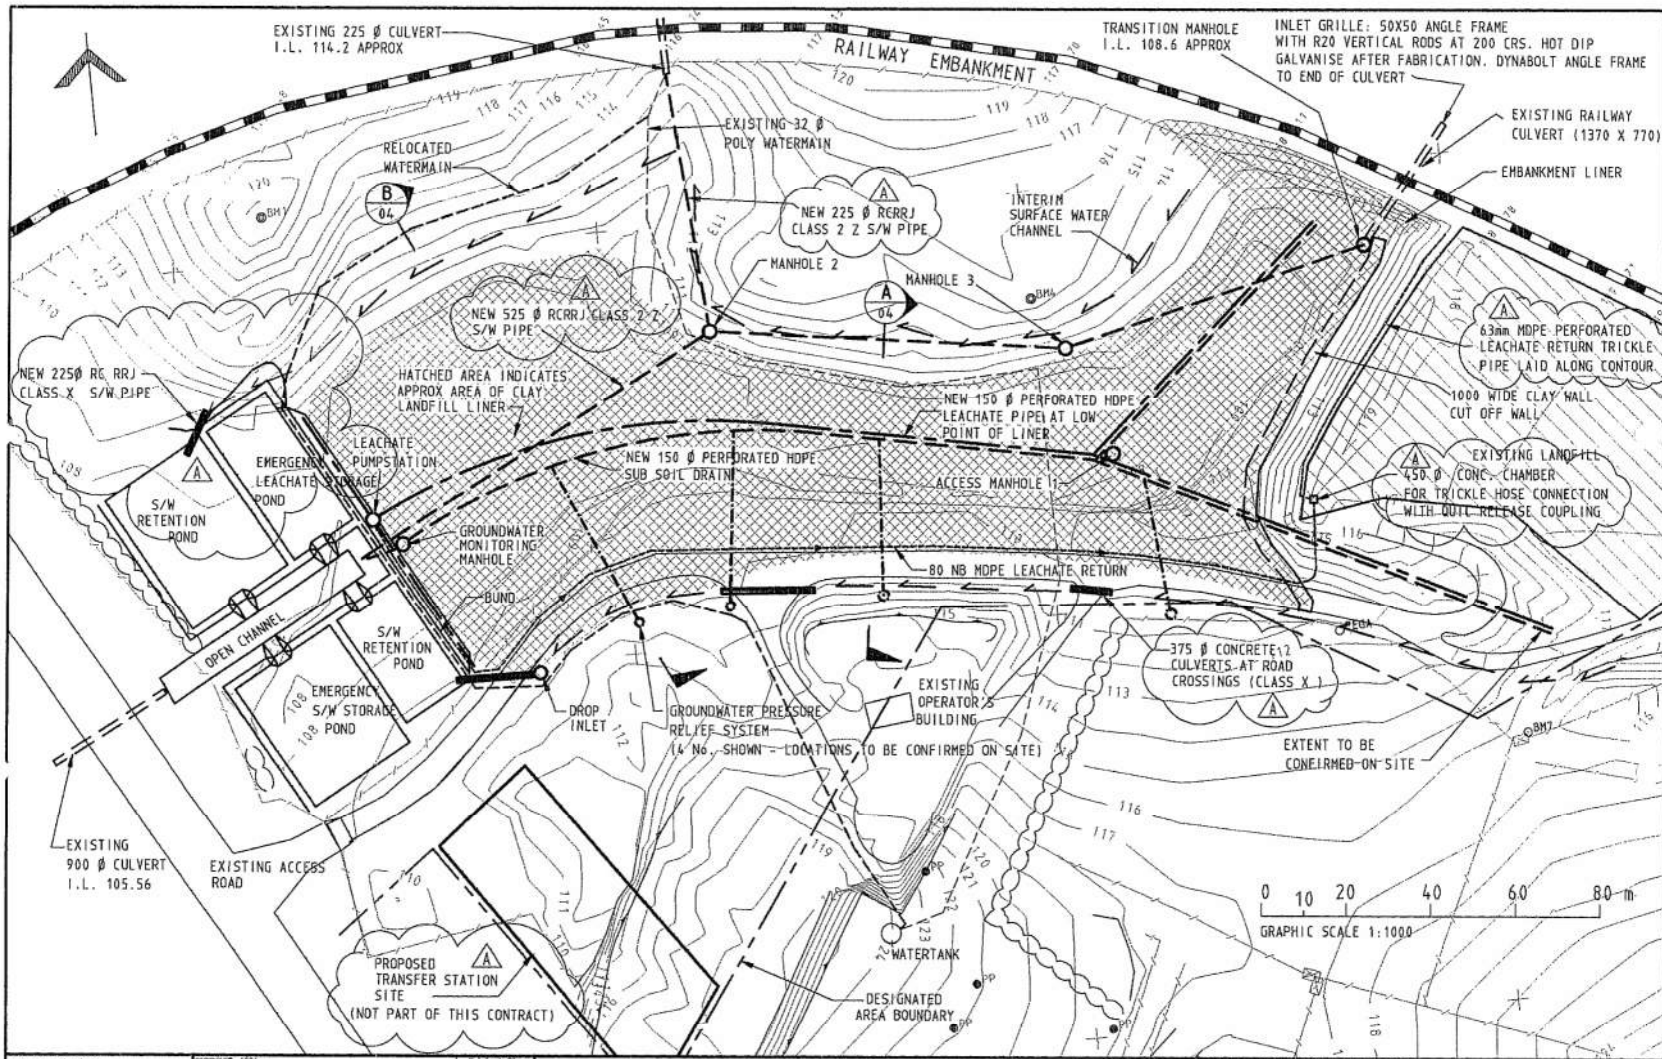 EXISTING 225 Ø CULVERT
I.L. 114.2 APPROX
RAILWAY EMBANKMENT
TRANSITION MANHOLE
I.L. 108.6 APPROX
INLET GRILLE: 50X50 ANGLE FRAME
WITH R20 VERTICAL RODS AT 200 CRS. HOT DIP
GALVANISE AFTER FABRICATION. DYNABOLT ANGLE FRAME
TO END OF CULVERT
EXISTING RAILWAY
CULVERT (1370 X 770)
EMBANKMENT LINER
EXISTING 32 Ø
POLY WATERMAIN
RELOCATED
WATERMAIN
B
04
A
NEW 225 Ø RCRRJ
CLASS 2 Z S/W PIPE
INTERIM
SURFACE WATER
CHANNEL
MANHOLE 2
MANHOLE 3
A
04
BM1
BM4
A
NEW 525 Ø RCRRJ CLASS 2 Z
S/W PIPE
A
63mm MDPE PERFORATED
LEACHATE RETURN TRICKLE
PIPE LAID ALONG CONTOUR
NEW 225Ø RC RRJ
CLASS X S/W PIPE
HATCHED AREA INDICATES
APPROX AREA OF CLAY
LANDFILL LINER
NEW 150 Ø PERFORATED HDPE
LEACHATE PIPE AT LOW
POINT OF LINER
1000 WIDE CLAY WALL
CUT OFF WALL
LEACHATE
PUMPSTATION
NEW 150 Ø PERFORATED HDPE
SUB SOIL DRAIN
ACCESS MANHOLE 1
A
EXISTING LANDFILL
450 Ø CONC. CHAMBER
FOR TRICKLE HOSE CONNECTION
WITH QUIC RELEASE COUPLING
A
EMERGENCY
LEACHATE STORAGE
POND
S/W
RETENTION
POND
GROUNDWATER
MONITORING
MANHOLE
80 NB MDPE LEACHATE RETURN
BUND
OPEN CHANNEL
S/W
RETENTION
POND
EMERGENCY
S/W STORAGE
POND
DROP
INLET
GROUNDWATER PRESSURE
RELIEF SYSTEM
(4 No. SHOWN - LOCATIONS TO BE CONFIRMED ON SITE)
EXISTING
OPERATOR'S
BUILDING
375 Ø CONCRETE 2
CULVERTS AT ROAD
CROSSINGS (CLASS X )
A
EXTENT TO BE
CONFIRMED ON SITE
BM7
EXISTING
900 Ø CULVERT
I.L. 105.56
EXISTING ACCESS
ROAD
A
PROPOSED
TRANSFER STATION
SITE
(NOT PART OF THIS CONTRACT)
WATERTANK
DESIGNATED
AREA BOUNDARY
0 10 20 40 60 80 m
GRAPHIC SCALE 1:1000